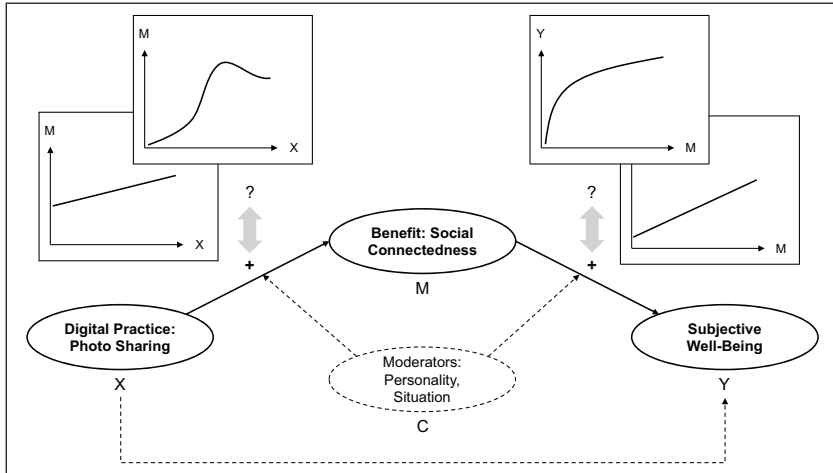 M
X
M
X
Y
M
M
?
+
?
+
Benefit: Social
Connectedness
M
Digital Practice:
Photo Sharing
X
Moderators:
Personality,
Situation
C
Subjective
Well-Being
Y